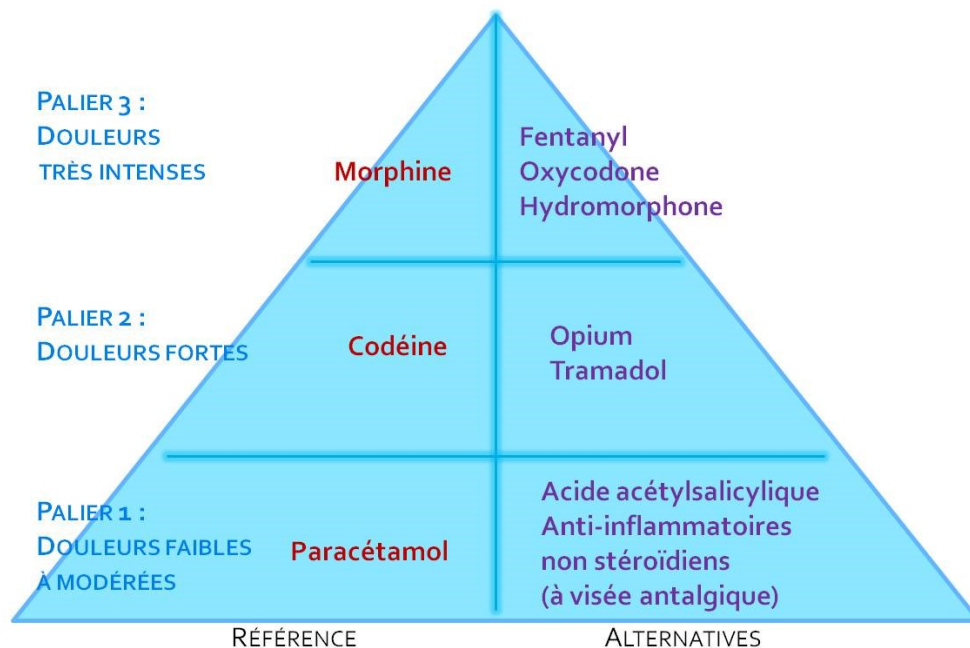 PALIER 3 :
DOULEURS
TRÈS INTENSES
Morphine
Fentanyl
Oxycodone
Hydromorphone
PALIER 2 :
DOULEURS FORTES
Codéine
Opium
Tramadol
PALIER 1 :
DOULEURS FAIBLES
À MODÉRÉES
Paracétamol
Acide acétylsalicylique
Anti-inflammatoires
non stéroïdiens
(à visée antalgique)
RÉFÉRENCE
ALTERNATIVES